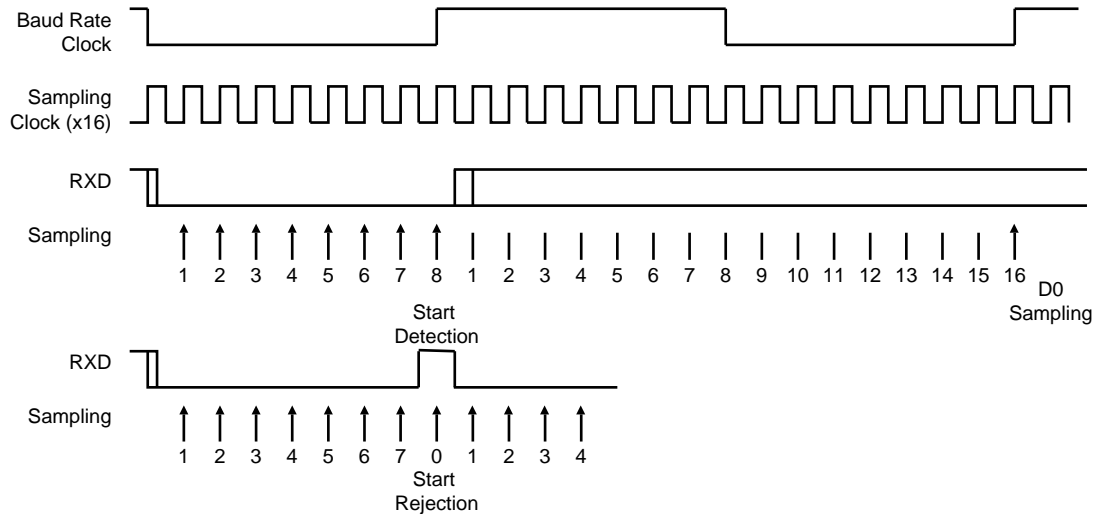 Baud Rate
Clock
Sampling
Clock (x16)
RXD
Sampling
1 2 3 4 5 6 7 8 1 2 3 4 5 6 7 8 9 10 11 12 13 14 15 16
D0
Sampling
Start
Detection
RXD
Sampling
1 2 3 4 5 6 7 0 1 2 3 4
Start
Rejection